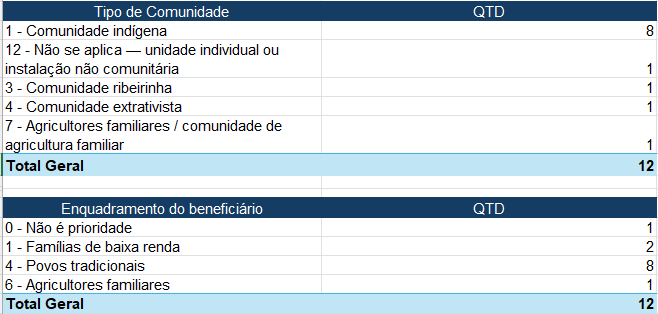 Tipo de Comunidade QTD
1 - Comunidade indígena 8
12 - Não se aplica — unidade individual ou
instalação não comunitária 1
3 - Comunidade ribeirinha 1
4 - Comunidade extrativista 1
7 - Agricultores familiares / comunidade de
agricultura familiar 1
Total Geral 12
Enquadramento do beneficiário QTD
0 - Não é prioridade 1
1 - Famílias de baixa renda 2
4 - Povos tradicionais 8
6 - Agricultores familiares 1
Total Geral 12